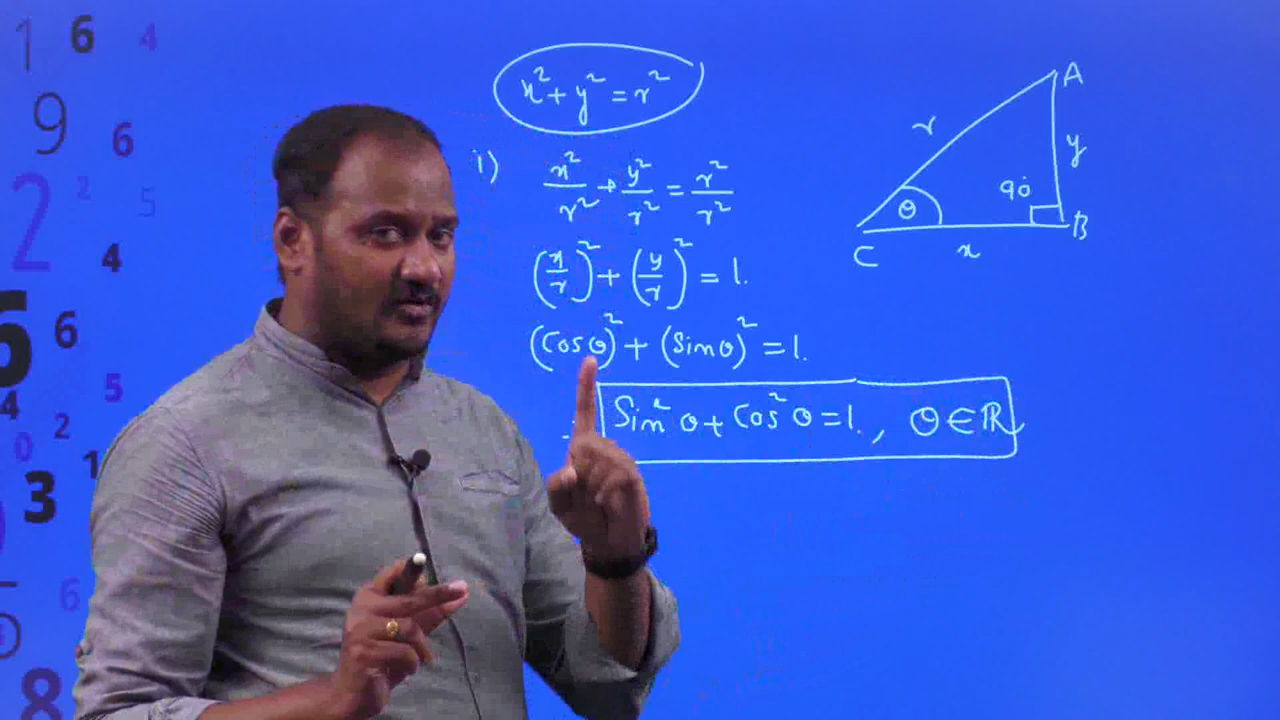 x² + y² = r²
i) x²/r² + y²/r² = r²/r²
(x/r)² + (y/r)² = 1.
(Cosθ)² + (Sinθ)² = 1.
Sin²θ + Cos²θ = 1. , θ ∈ ℝ
A
r
y
90°
θ
B
C
x
1 6 4
9 6
2 2 5
4
6 6
5
4 2
0 1
3
6
8